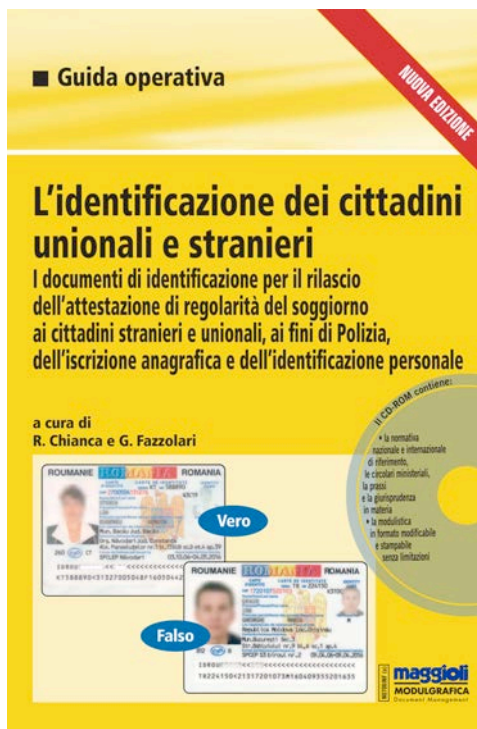 Guida operativa
NUOVA EDIZIONE
L'identificazione dei cittadini
unionali e stranieri
I documenti di identificazione per il rilascio
dell'attestazione di regolarità del soggiorno
ai cittadini stranieri e unionali, ai fini di Polizia,
dell'iscrizione anagrafica e dell'identificazione personale
a cura di
R. Chianca e G. Fazzolari
Il CD-ROM contiene:
• la normativa
nazionale e internazionale
di riferimento,
le circolari ministeriali,
la prassi
e la giurisprudenza
in materia
• la modulistica
in formato modificabile
e stampabile
senza limitazioni
ROUMANIE ROMANIA ROMANIA
Vero
ROUMANIE ROMANIA ROMANIA
Falso
maggioli
MODULGRAFICA
Document Management